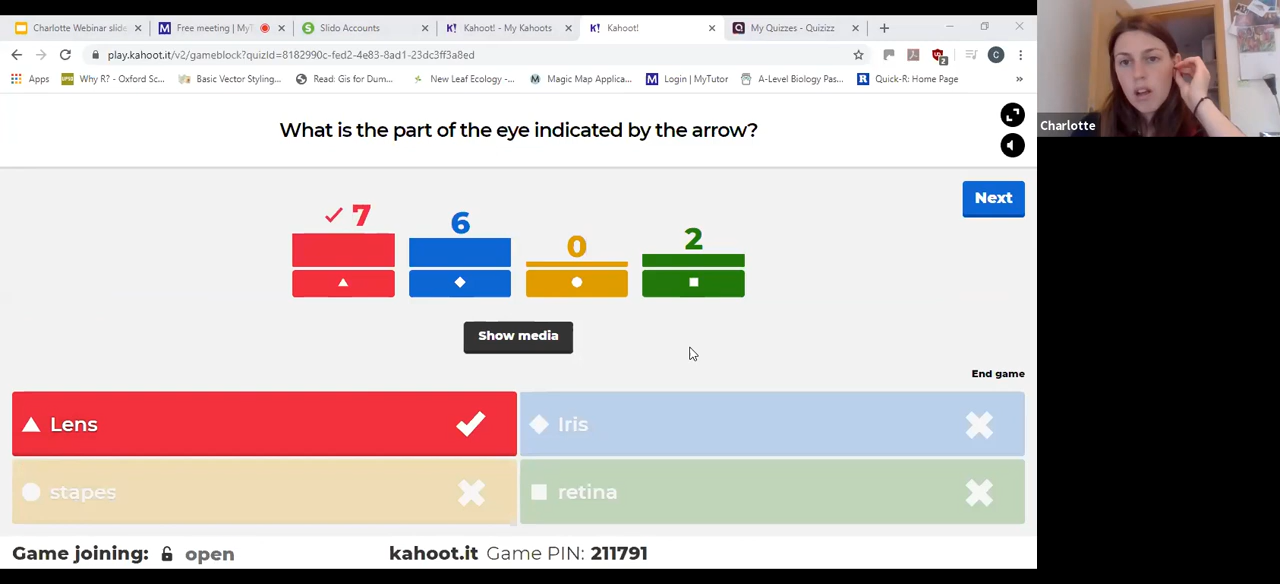 Charlotte Webinar slides
Free meeting | MyT
Slido Accounts
Kahoot! - My Kahoots
Kahoot!
My Quizzes - Quizizz
play.kahoot.it/v2/gameblock?quizId=8182990c-fed2-4e83-8ad1-23dc3ff3a8ed
Apps
Why R? - Oxford Sc...
Basic Vector Styling...
Read: Gis for Dum...
New Leaf Ecology -...
Magic Map Applica...
Login | MyTutor
A-Level Biology Pas...
Quick-R: Home Page
Charlotte
What is the part of the eye indicated by the arrow?
Next
7
6
0
2
Show media
End game
Lens
Iris
stapes
retina
Game joining: open
kahoot.it Game PIN: 211791